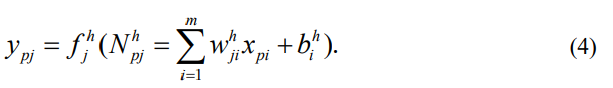 y_{pj} = f_j^h (N_{pj}^h = \sum_{i=1}^{m} w_{ji}^h x_{pi} + b_i^h). (4)